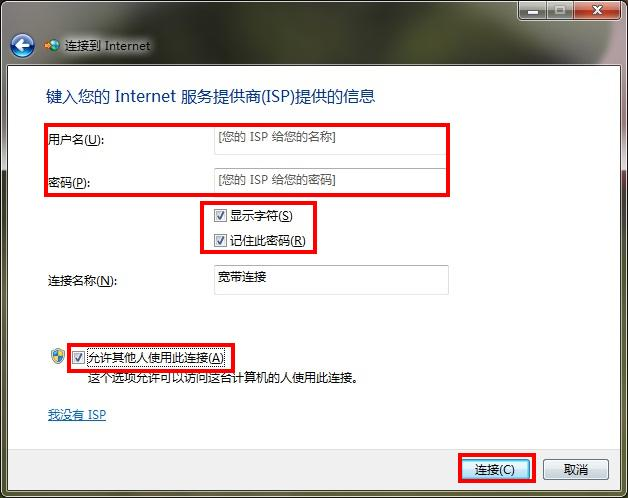 连接到 Internet
键入您的 Internet 服务提供商(ISP)提供的信息
用户名(U):
[您的 ISP 给您的名称]
密码(P):
[您的 ISP 给您的密码]
显示字符(S)
记住此密码(R)
连接名称(N):
宽带连接
允许其他人使用此连接(A)
这个选项允许可以访问这台计算机的人使用此连接。
我没有 ISP
连接(C)
取消